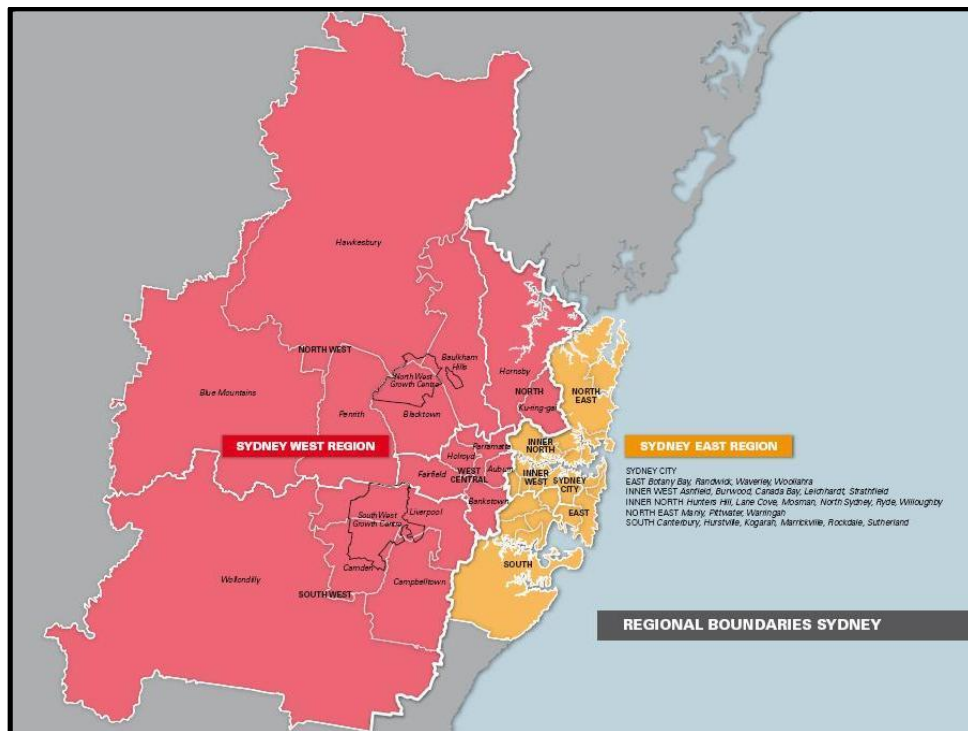 Hawkesbury
NORTH WEST
Baulkham
Hills
North West
Growth Centre
Hornsby
Blue Mountains
NORTH
Ku-ring-gai
Penrith
Blacktown
NORTH
EAST
SYDNEY WEST REGION
Parramatta
Holroyd
INNER
NORTH
SYDNEY EAST REGION
Fairfield
WEST
CENTRAL
Auburn
INNER
WEST
SYDNEY
CITY
Bankstown
EAST
SYDNEY CITY
EAST Botany Bay, Randwick, Waverley, Woollahra
INNER WEST Ashfield, Burwood, Canada Bay, Leichhardt, Strathfield
INNER NORTH Hunters Hill, Lane Cove, Mosman, North Sydney, Ryde, Willoughby
NORTH EAST Manly, Pittwater, Warringah
SOUTH Canterbury, Hurstville, Kogarah, Marrickville, Rockdale, Sutherland
South West
Growth Centre
Liverpool
SOUTH
Wollondilly
Camden
Campbelltown
SOUTH WEST
REGIONAL BOUNDARIES SYDNEY